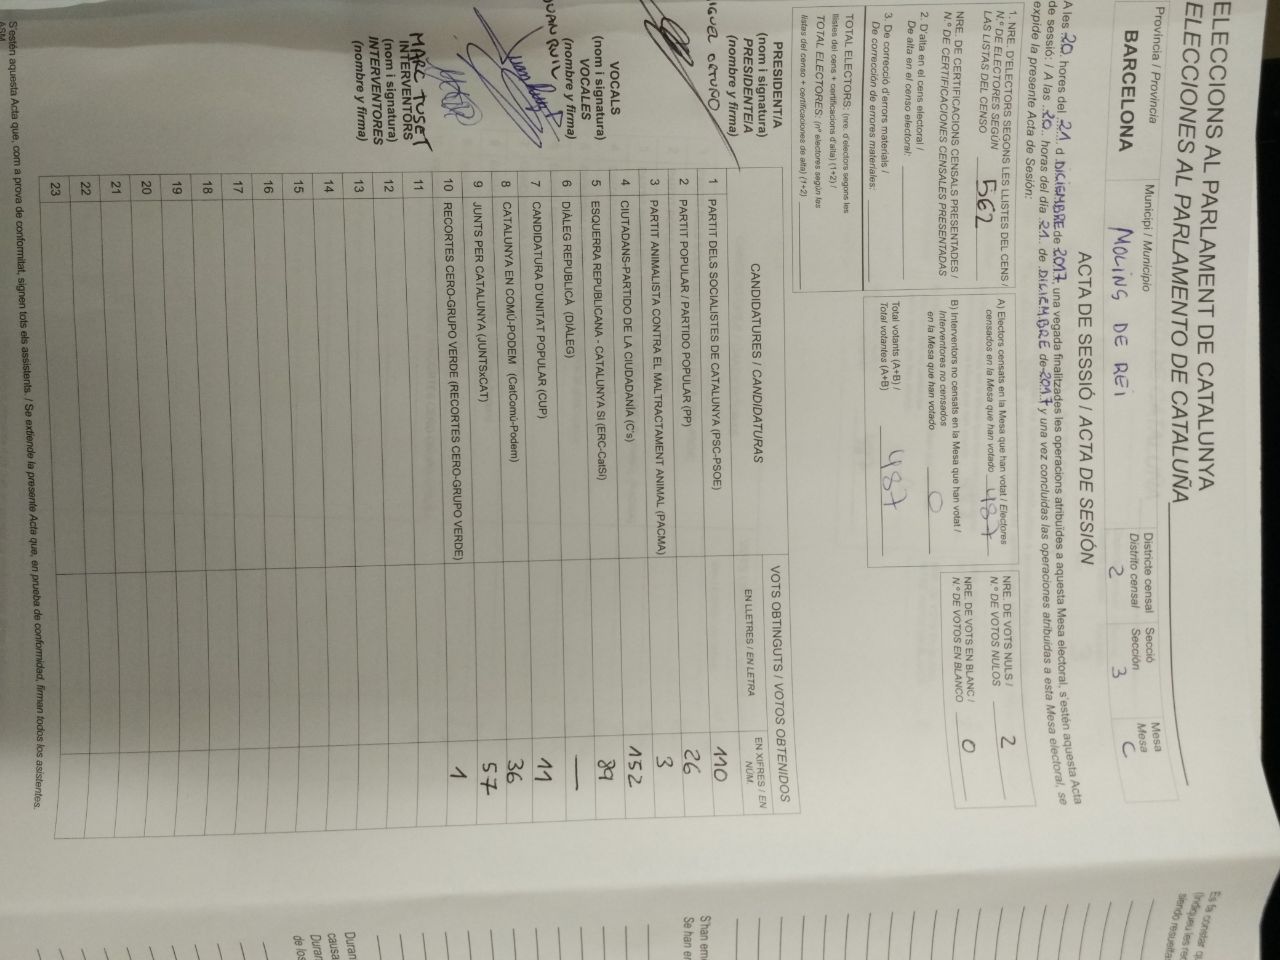 ELECCIONS AL PARLAMENT DE CATALUNYA
ELECCIONES AL PARLAMENTO DE CATALUÑA
Província / Provincia
BARCELONA
Municipi / Municipio
MOLINS DE REI
Districte censal
Distrito censal
2
Secció
Sección
3
Mesa
Mesa
C
ACTA DE SESSIÓ / ACTA DE SESIÓN
A les 20 hores del 21 d DICIEMBRE de 2017, una vegada finalitzades les operacions atribuïdes a aquesta Mesa electoral, s'estén aquesta Acta
de sessió: / A las 20 horas del día 21 de DICIEMBRE de 2017 y una vez concluidas las operaciones atribuidas a esta Mesa electoral, se
expide la presente Acta de Sesión:
1. NRE. D'ELECTORS SEGONS LES LLISTES DEL CENS /
N.º DE ELECTORES SEGÚN
LAS LISTAS DEL CENSO 562
NRE. DE CERTIFICACIONS CENSALS PRESENTADES /
N.º DE CERTIFICACIONES CENSALES PRESENTADAS
2. D'alta en el cens electoral /
De alta en el censo electoral:
3. De correcció d'errors materials /
De corrección de errores materiales:
TOTAL ELECTORS: (nre. d'electors segons les
llistes del cens + certificacions d'alta) (1+2) /
TOTAL ELECTORES: (nº electores según las
listas del censo + certificaciones de alta) (1+2)
A) Electors censats en la Mesa que han votat / Electores
censados en la Mesa que han votado 487
B) Interventors no censats en la Mesa que han votat /
Interventores no censados
en la Mesa que han votado 0
Total votants (A+B) /
Total votantes (A+B) 487
NRE. DE VOTS NULS /
N.º DE VOTOS NULOS 2
NRE. DE VOTS EN BLANC /
N.º DE VOTOS EN BLANCO 0
PRESIDENT/A
(nom i signatura)
PRESIDENTE/A
(nombre y firma)
VOCALS
(nom i signatura)
VOCALES
(nombre y firma)
MARC TUSET
INTERVENTORS
(nom i signatura)
INTERVENTORES
(nombre y firma)
CANDIDATURES / CANDIDATURAS
VOTS OBTINGUTS / VOTOS OBTENIDOS
EN LLETRES / EN LETRA
EN XIFRES / EN NÚM.
1 PARTIT DELS SOCIALISTES DE CATALUNYA (PSC-PSOE) 110
2 PARTIT POPULAR / PARTIDO POPULAR (PP) 26
3 PARTIT ANIMALISTA CONTRA EL MALTRACTAMENT ANIMAL (PACMA) 3
4 CIUTADANS-PARTIDO DE LA CIUDADANÍA (C's) 152
5 ESQUERRA REPUBLICANA - CATALUNYA SÍ (ERC-CatSí) 89
6 DIÀLEG REPUBLICÀ (DIÀLEG) —
7 CANDIDATURA D'UNITAT POPULAR (CUP) 11
8 CATALUNYA EN COMÚ-PODEM (CatComú-Podem) 36
9 JUNTS PER CATALUNYA (JUNTSxCAT) 57
10 RECORTES CERO-GRUPO VERDE (RECORTES CERO-GRUPO VERDE) 1
11
12
13
14
15
16
17
18
19
20
21
22
23
S'estén aquesta Acta que, com a prova de conformitat, signen tots els assistents. / Se extiende la presente Acta que, en prueba de conformidad, firman todos los asistentes.
Es fa constar
(Indiqueu les
siendo
S'han
Se han
Duran
causa
Duran
de los